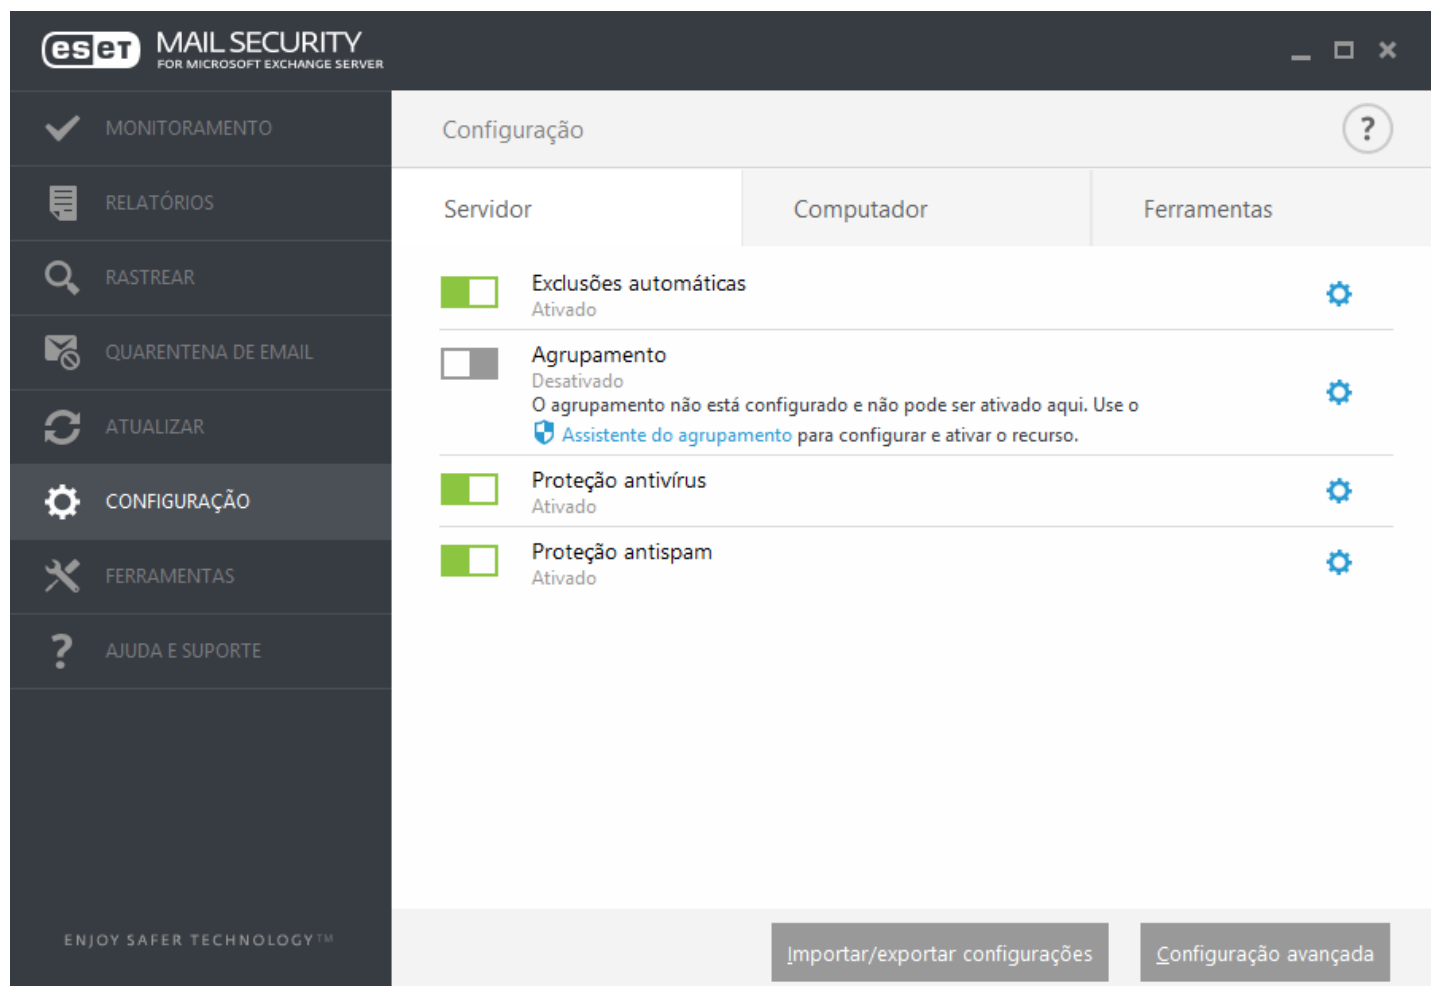 eset MAIL SECURITY
FOR MICROSOFT EXCHANGE SERVER
MONITORAMENTO
RELATÓRIOS
RASTREAR
QUARENTENA DE EMAIL
ATUALIZAR
CONFIGURAÇÃO
FERRAMENTAS
AJUDA E SUPORTE
ENJOY SAFER TECHNOLOGY™
Configuração
?
Servidor
Computador
Ferramentas
Exclusões automáticas
Ativado
Agrupamento
Desativado
O agrupamento não está configurado e não pode ser ativado aqui. Use o
Assistente do agrupamento para configurar e ativar o recurso.
Proteção antivírus
Ativado
Proteção antispam
Ativado
Importar/exportar configurações
Configuração avançada